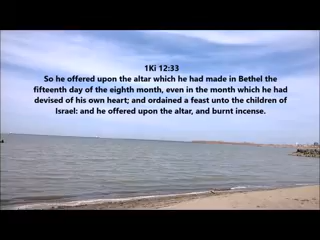 1Ki 12:33
So he offered upon the altar which he had made in Bethel the
fifteenth day of the eighth month, even in the month which he had
devised of his own heart; and ordained a feast unto the children of
Israel: and he offered upon the altar, and burnt incense.